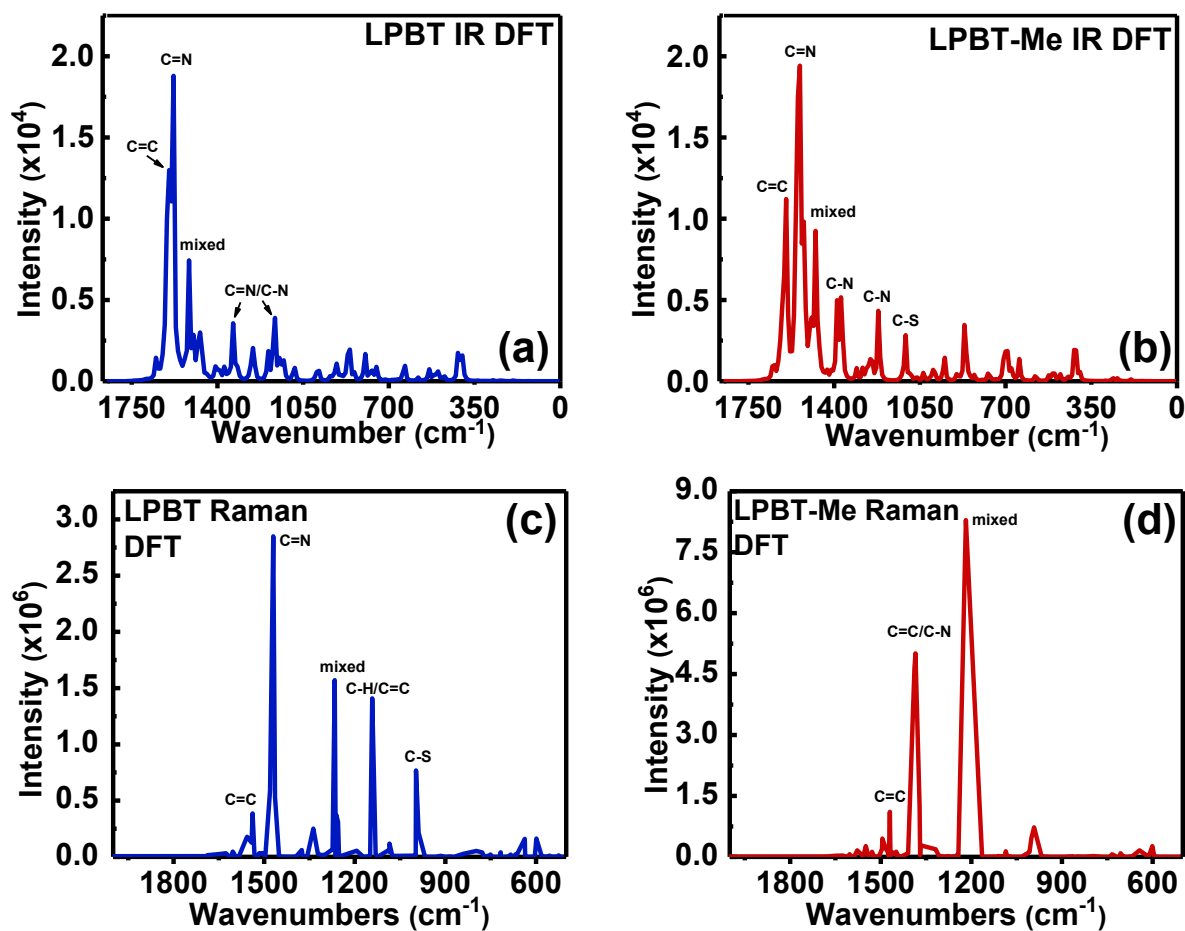 LPBT IR DFT
C=N
C=C
mixed
C=N/C-N
(a)
Intensity (x10⁴)
2.0
1.5
1.0
0.5
0.0
1750 1400 1050 700 350 0
Wavenumber (cm⁻¹)
LPBT-Me IR DFT
C=N
C=C
mixed
C-N
C-N
C-S
(b)
Intensity (x10⁴)
2.0
1.5
1.0
0.5
0.0
1750 1400 1050 700 350 0
Wavenumber (cm⁻¹)
LPBT Raman
DFT
(c)
C=N
mixed
C-H/C=C
C-S
C=C
Intensity (x10⁶)
3.0
2.5
2.0
1.5
1.0
0.5
0.0
1800 1500 1200 900 600
Wavenumbers (cm⁻¹)
LPBT-Me Raman
DFT
(d)
mixed
C=C/C-N
C=C
Intensity (x10⁶)
9.0
7.5
6.0
4.5
3.0
1.5
0.0
1800 1500 1200 900 600
Wavenumbers (cm⁻¹)